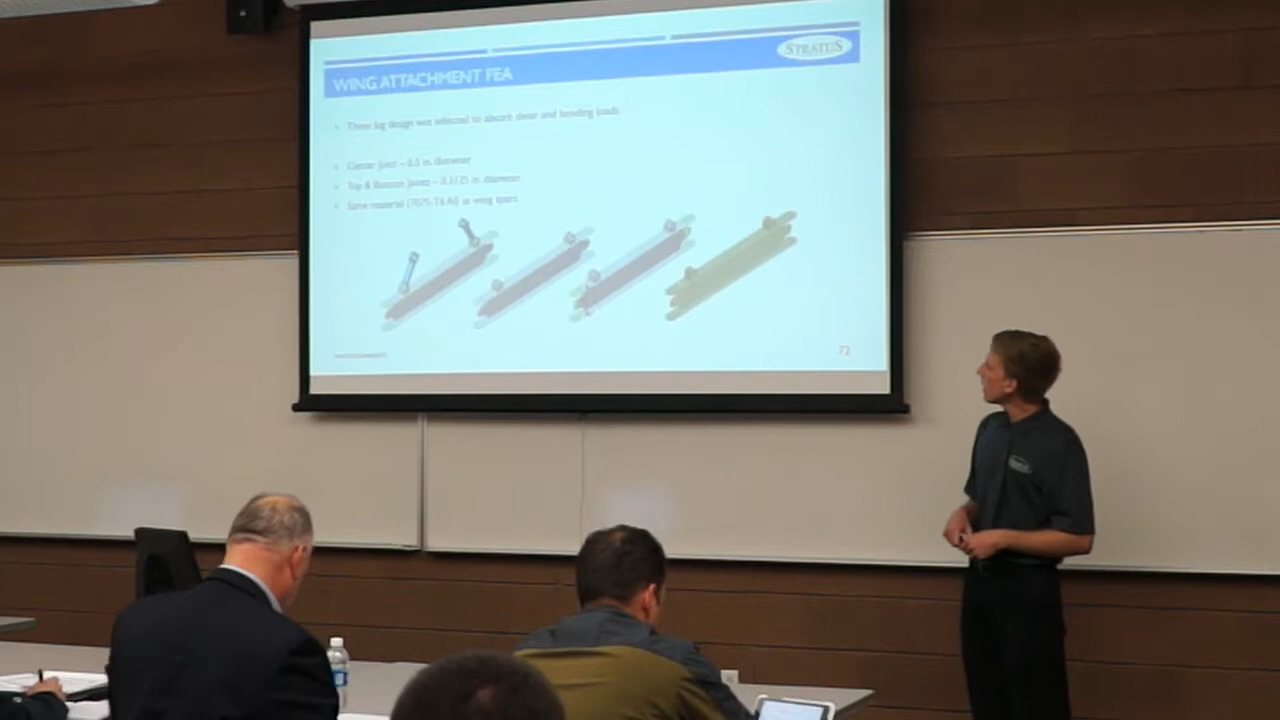 STRATUS
WING ATTACHMENT FEA
Three lug design was selected to absorb shear and bending loads
Center Joint – 0.5 in. diameter
Top & Bottom Joints – 0.3125 in. diameter
Same material (7075-T6 Al) as wing spars
72